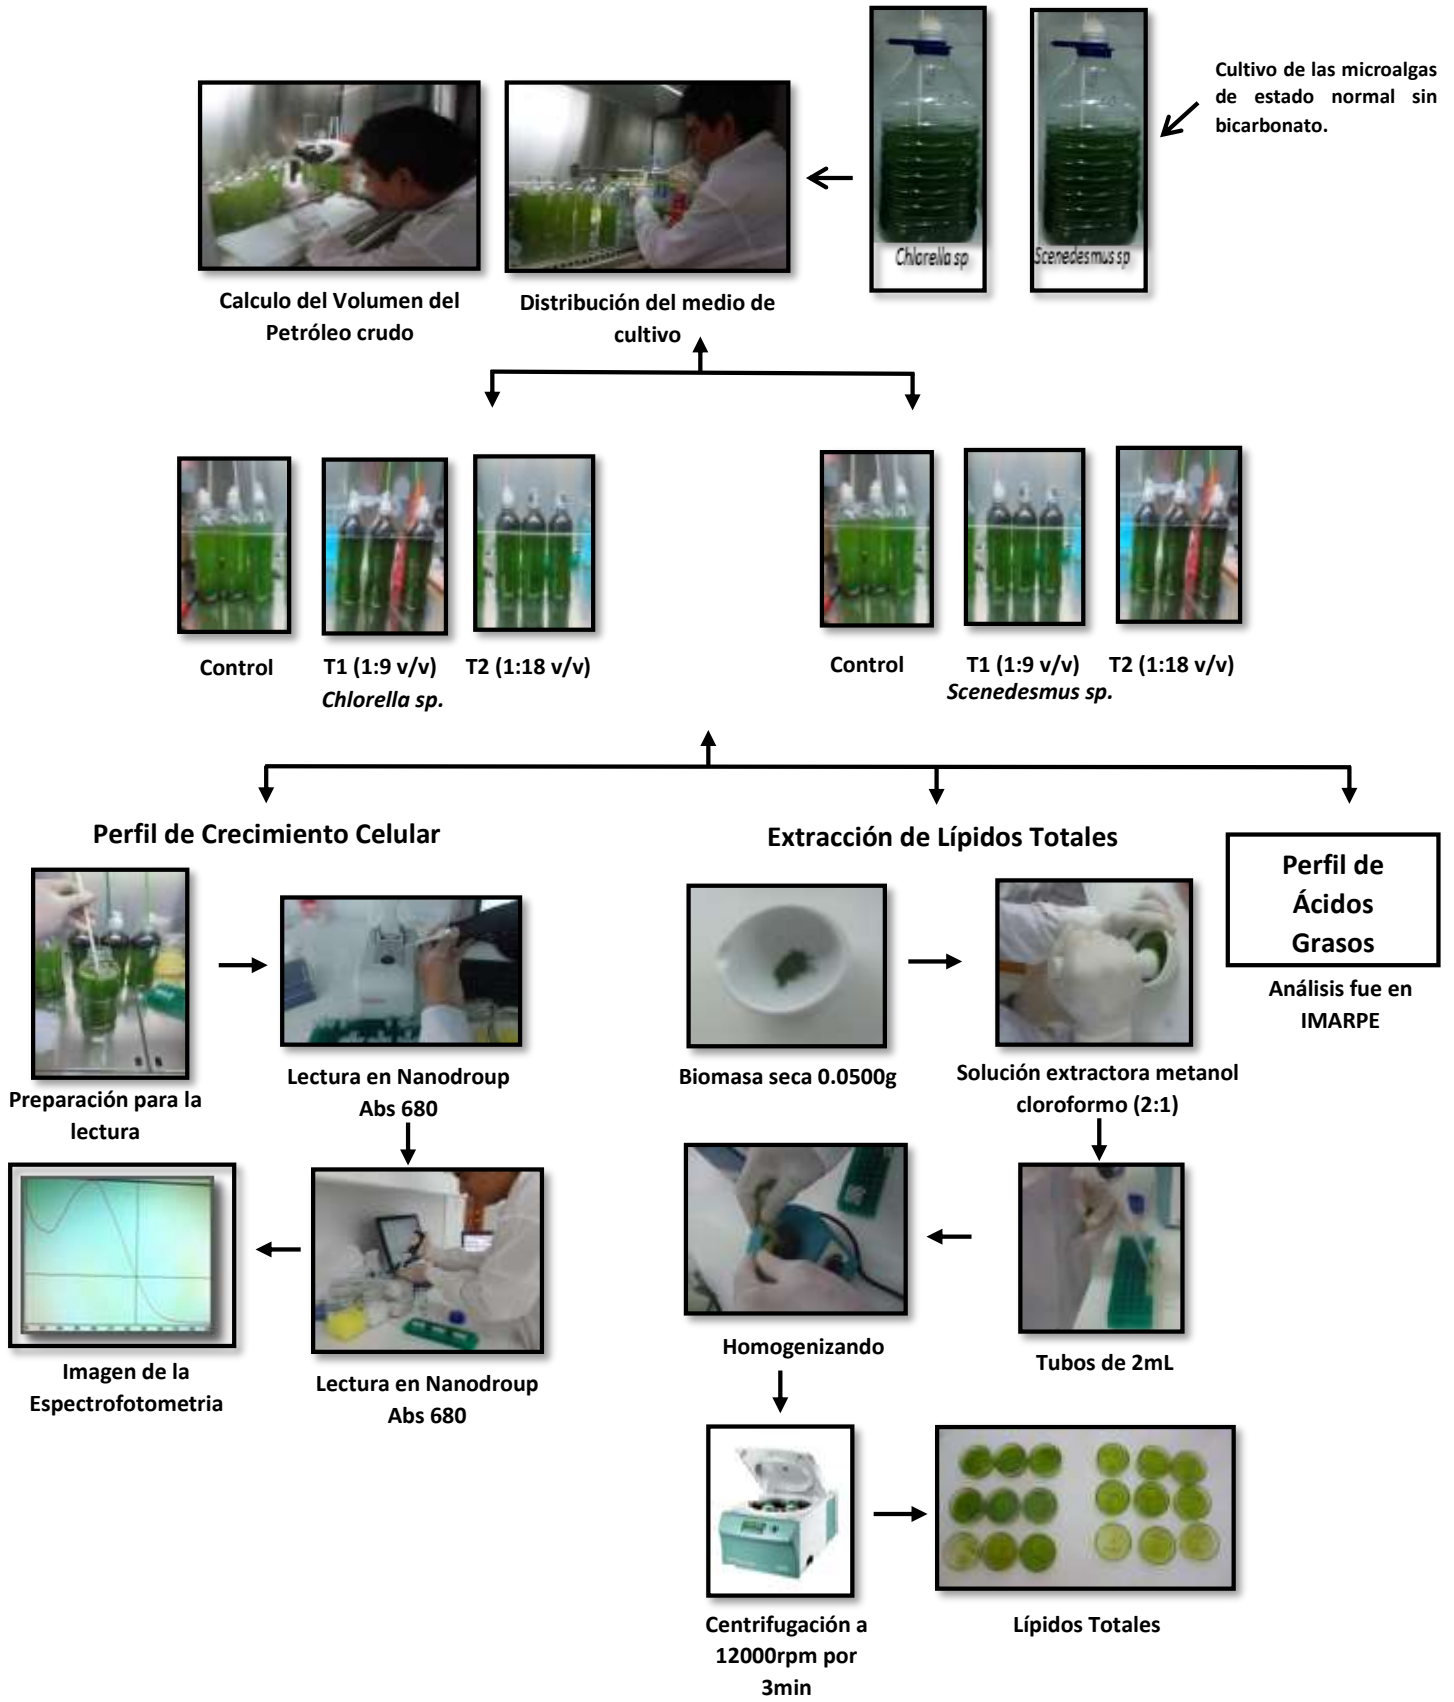 Cultivo de las microalgas
de estado normal sin
bicarbonato.
Chlorella sp
Scenedesmus sp
Calculo del Volumen del
Petróleo crudo
Distribución del medio de
cultivo
Control
T1 (1:9 v/v)
T2 (1:18 v/v)
Chlorella sp.
Control
T1 (1:9 v/v)
T2 (1:18 v/v)
Scenedesmus sp.
Perfil de Crecimiento Celular
Extracción de Lípidos Totales
Perfil de
Ácidos
Grasos
Análisis fue en
IMARPE
Preparación para la
lectura
Lectura en Nanodroup
Abs 680
Biomasa seca 0.0500g
Solución extractora metanol
cloroformo (2:1)
Imagen de la
Espectrofotometria
Lectura en Nanodroup
Abs 680
Homogenizando
Tubos de 2mL
Centrifugación a
12000rpm por
3min
Lípidos Totales